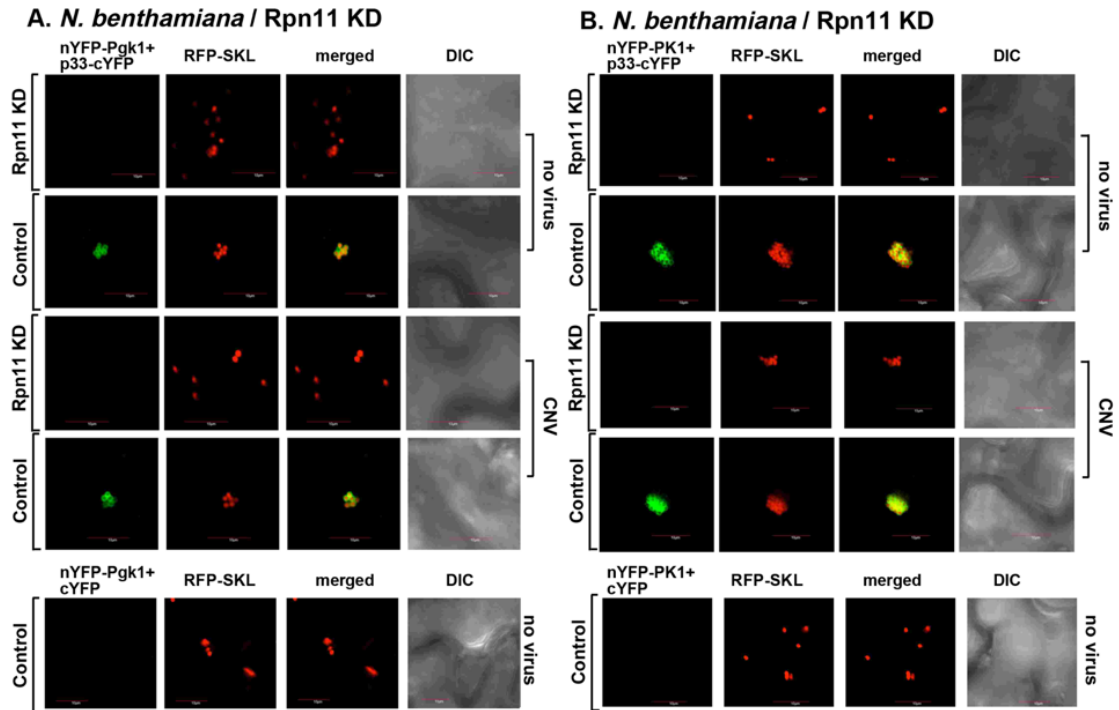 A. N. benthamiana / Rpn11 KD
nYFP-Pgk1+
p33-cYFP
RFP-SKL
merged
DIC
Rpn11 KD
Control
no virus
Rpn11 KD
Control
CNV
nYFP-Pgk1+
cYFP
RFP-SKL
merged
DIC
Control
no virus
B. N. benthamiana / Rpn11 KD
nYFP-PK1+
p33-cYFP
RFP-SKL
merged
DIC
Rpn11 KD
Control
no virus
Rpn11 KD
Control
CNV
nYFP-PK1+
cYFP
RFP-SKL
merged
DIC
Control
no virus